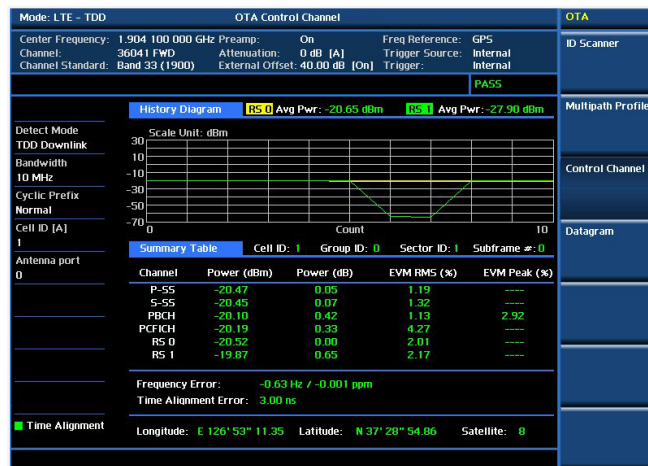 Mode: LTE - TDD OTA Control Channel OTA
Center Frequency: 1.904 100 000 GHz Preamp: On Freq Reference: GPS
Channel: 36041 FWD Attenuation: 0 dB [A] Trigger Source: Internal
Channel Standard: Band 33 (1900) External Offset: 40.00 dB [On] Trigger: Internal
PASS
ID Scanner
Multipath Profile
Control Channel
Datagram
History Diagram RS 0 Avg Pwr: -20.65 dBm RS 1 Avg Pwr: -27.90 dBm
Detect Mode
TDD Downlink
Bandwidth
10 MHz
Cyclic Prefix
Normal
Cell ID [A]
1
Antenna port
0
Time Alignment
Scale Unit: dBm
30
10
-10
-30
-50
-70
0 Count 10
Summary Table Cell ID: 1 Group ID: 0 Sector ID: 1 Subframe #: 0
Channel Power (dBm) Power (dB) EVM RMS (%) EVM Peak (%)
P-SS -20.47 0.05 1.19 ----
S-SS -20.45 0.07 1.32 ----
PBCH -20.10 0.42 1.13 2.92
PCFICH -20.19 0.33 4.27 ----
RS 0 -20.52 0.00 2.01 ----
RS 1 -19.87 0.65 2.17 ----
Frequency Error: -0.63 Hz / -0.001 ppm
Time Alignment Error: 3.00 ns
Longitude: E 126' 53" 11.35 Latitude: N 37' 28" 54.86 Satellite: 8